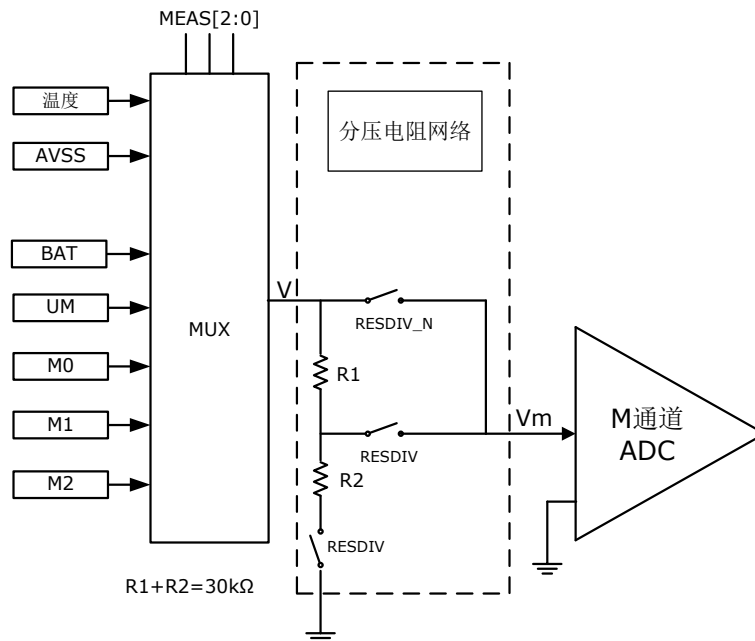 MEAS[2:0]
温度
AVSS
BAT
UM
M0
M1
M2
MUX
分压电阻网络
V
RESDIV_N
R1
RESDIV
R2
RESDIV
Vm
M通道
ADC
R1+R2=30kΩ